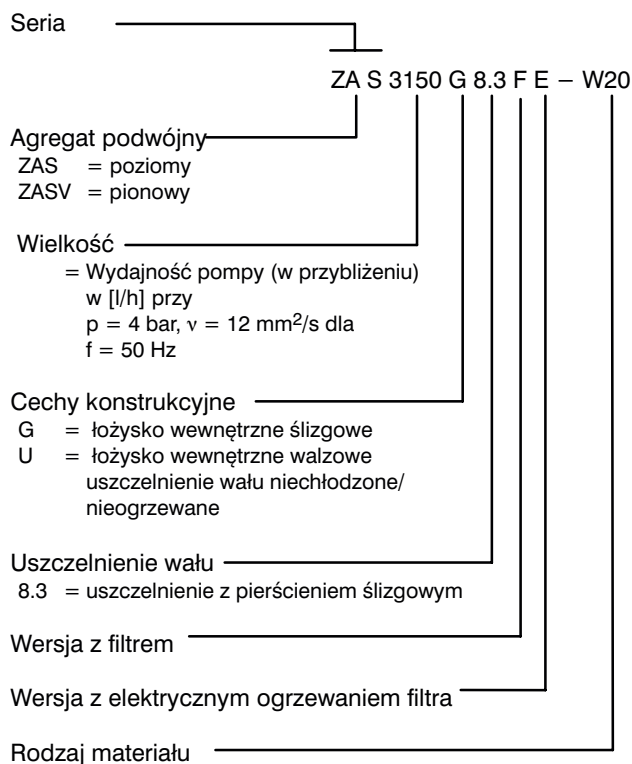 Seria
ZA S 3150 G 8.3 F E – W20
Agregat podwójny
ZAS = poziomy
ZASV = pionowy
Wielkość
= Wydajność pompy (w przybliżeniu)
w [l/h] przy
p = 4 bar, ν = 12 mm²/s dla
f = 50 Hz
Cechy konstrukcyjne
G = łożysko wewnętrzne ślizgowe
U = łożysko wewnętrzne walzowe
uszczelnienie wału niechłodzone/
nieogrzewane
Uszczelnienie wału
8.3 = uszczelnienie z pierścieniem ślizgowym
Wersja z filtrem
Wersja z elektrycznym ogrzewaniem filtra
Rodzaj materiału